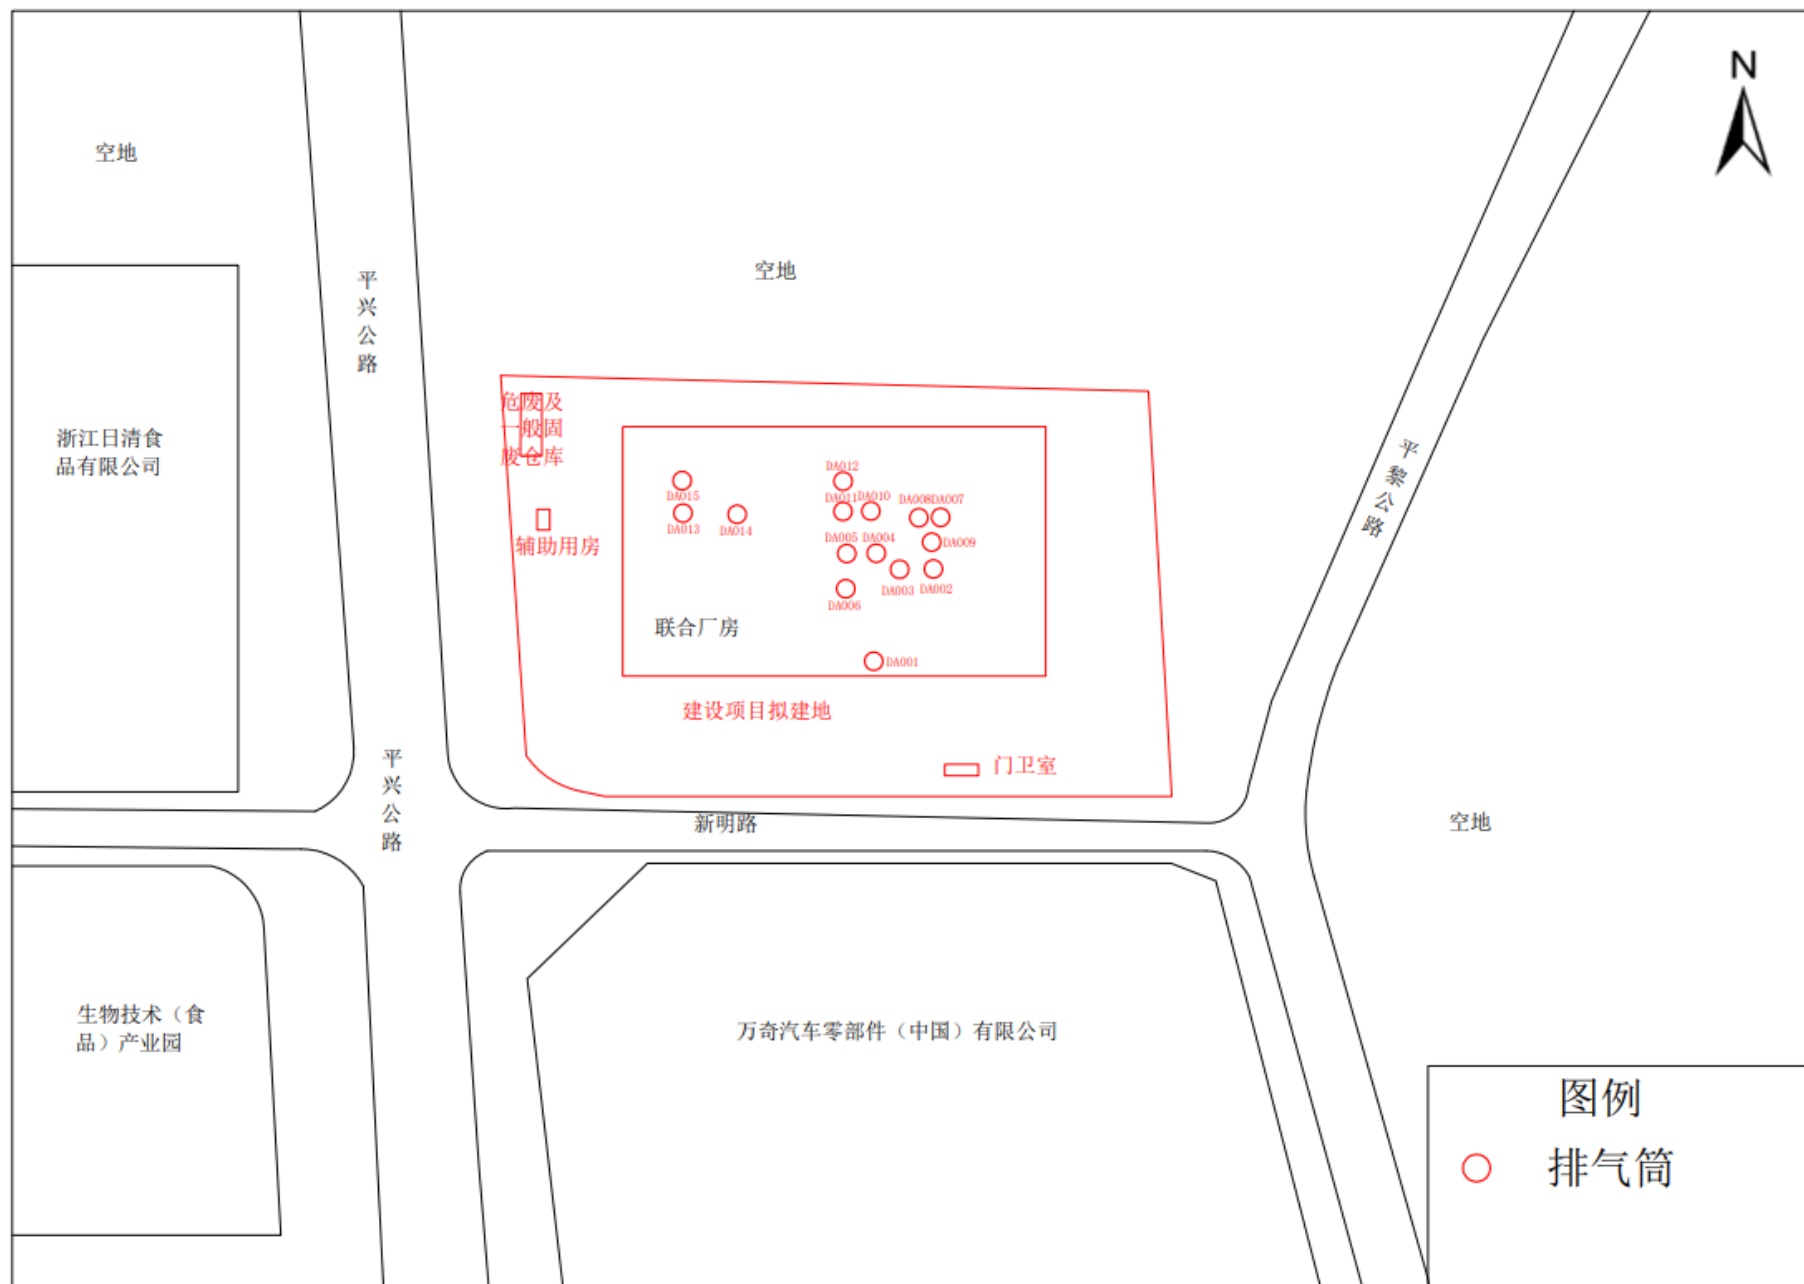 N
空地
空地
平
兴
公
路
浙江日清食
品有限公司
危废及
一般固
废仓库
平
黎
公
路
DA012
DA015
DA011
DA010
DA008
DA007
DA013
DA014
DA005
DA004
DA009
辅助用房
DA003
DA002
DA006
联合厂房
DA001
建设项目拟建地
平
兴
公
路
门卫室
新明路
空地
生物技术（食
品）产业园
万奇汽车零部件（中国）有限公司
图例
排气筒